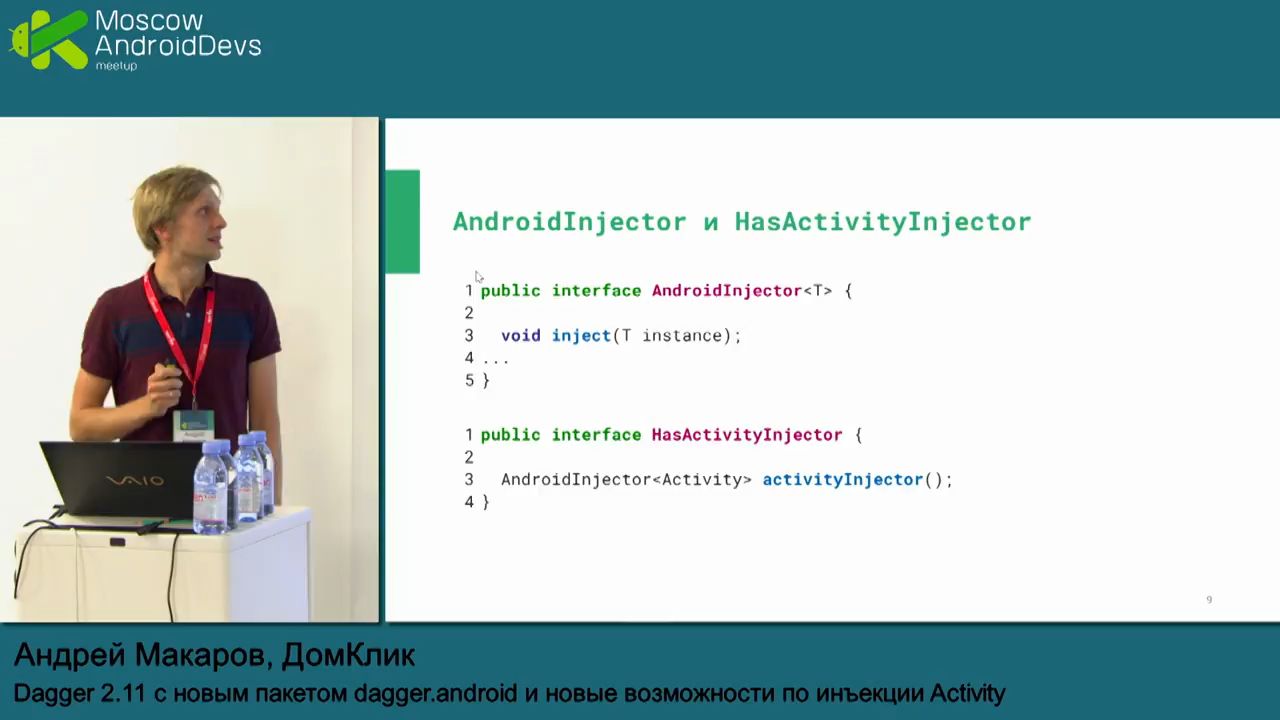 Moscow
AndroidDevs
meetup
AndroidInjector и HasActivityInjector
1 public interface AndroidInjector<T> {
2
3 void inject(T instance);
4 ...
5 }
1 public interface HasActivityInjector {
2
3 AndroidInjector<Activity> activityInjector();
4 }
9
VAIO
Андрей Макаров, ДомКлик
Dagger 2.11 с новым пакетом dagger.android и новые возможности по инъекции Activity